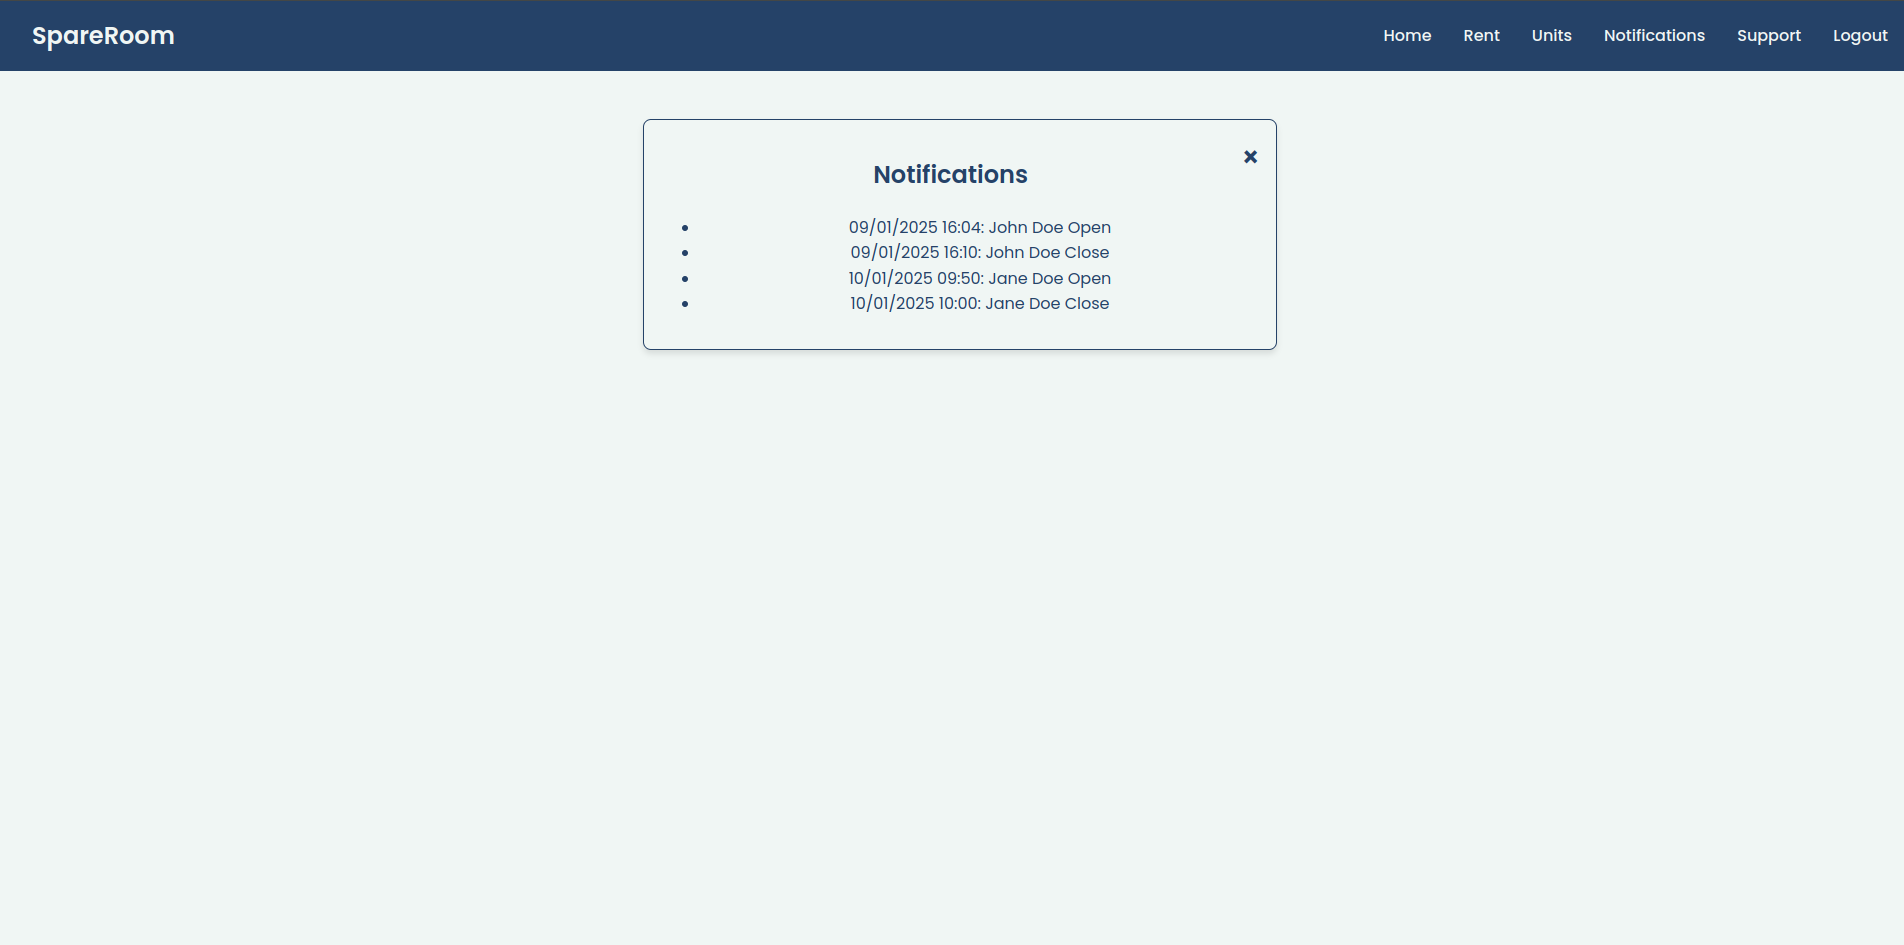 SpareRoom
Home Rent Units Notifications Support Logout
Notifications
09/01/2025 16:04: John Doe Open
09/01/2025 16:10: John Doe Close
10/01/2025 09:50: Jane Doe Open
10/01/2025 10:00: Jane Doe Close